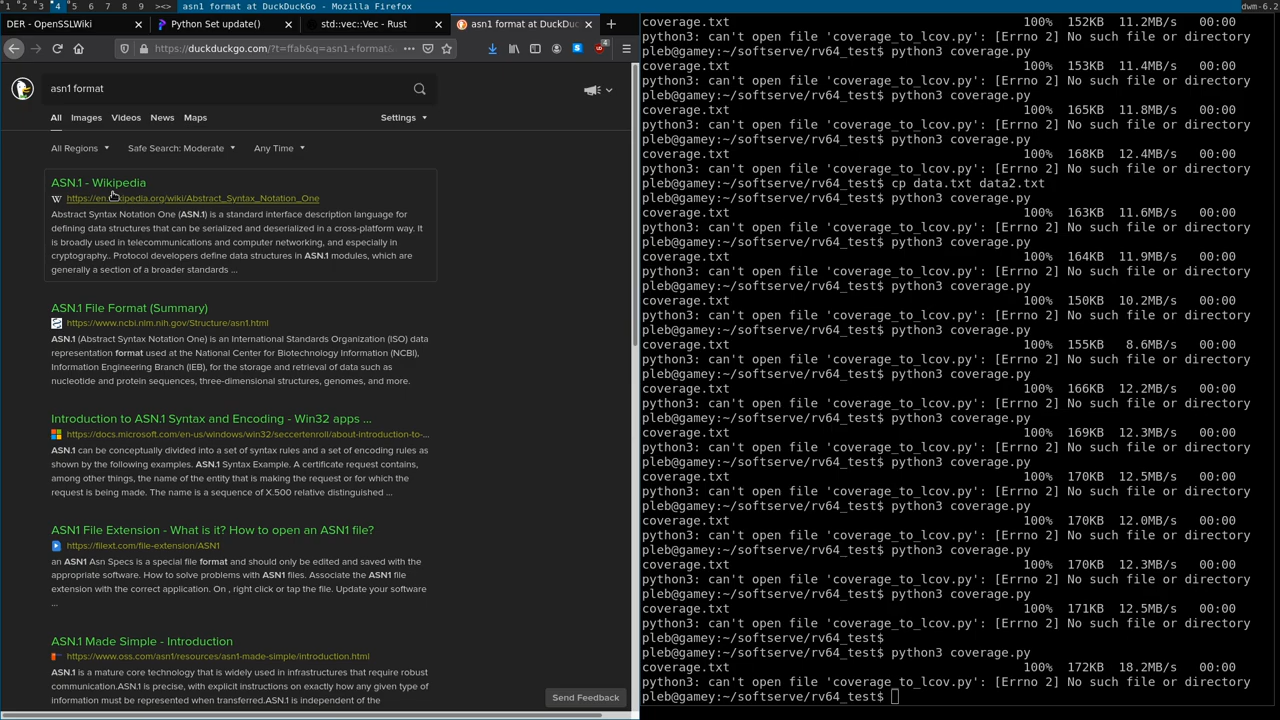 1 2 3 4 5 6 7 8 9 ><> asn1 format at DuckDuckGo - Mozilla Firefox dwm-6.2
DER - OpenSSLWiki Python Set update() std::vec::Vec - Rust asn1 format at DuckDuc
https://duckduckgo.com/?t=ffab&q=asn1+format& 4
asn1 format
All Images Videos News Maps Settings
All Regions Safe Search: Moderate Any Time
ASN.1 - Wikipedia
https://en.wikipedia.org/wiki/Abstract_Syntax_Notation_One
Abstract Syntax Notation One (ASN.1) is a standard interface description language for
defining data structures that can be serialized and deserialized in a cross-platform way. It
is broadly used in telecommunications and computer networking, and especially in
cryptography.. Protocol developers define data structures in ASN.1 modules, which are
generally a section of a broader standards ...
ASN.1 File Format (Summary)
https://www.ncbi.nlm.nih.gov/Structure/asn1.html
ASN.1 (Abstract Syntax Notation One) is an International Standards Organization (ISO) data
representation format used at the National Center for Biotechnology Information (NCBI),
Information Engineering Branch (IEB), for the storage and retrieval of data such as
nucleotide and protein sequences, three-dimensional structures, genomes, and more.
Introduction to ASN.1 Syntax and Encoding - Win32 apps ...
https://docs.microsoft.com/en-us/windows/win32/seccertenroll/about-introduction-to-...
ASN.1 can be conceptually divided into a set of syntax rules and a set of encoding rules as
shown by the following examples. ASN.1 Syntax Example. A certificate request contains,
among other things, the name of the entity that is making the request or for which the
request is being made. The name is a sequence of X.500 relative distinguished ...
ASN1 File Extension - What is it? How to open an ASN1 file?
https://filext.com/file-extension/ASN1
an ASN1 Asn Specs is a special file format and should only be edited and saved with the
appropriate software. How to solve problems with ASN1 files. Associate the ASN1 file
extension with the correct application. On , right click or tap the file. Update your software
...
ASN.1 Made Simple - Introduction
https://www.oss.com/asn1/resources/asn1-made-simple/introduction.html
ASN.1 is a mature core technology that is widely used in infrastructures that require robust
communication.ASN.1 is precise, with explicit instructions on exactly how any given type of
information must be represented when transferred.ASN.1 is independent of the
Send Feedback
coverage.txt 100% 152KB 11.2MB/s 00:00
python3: can't open file 'coverage_to_lcov.py': [Errno 2] No such file or directory
pleb@gamey:~/softserve/rv64_test$ python3 coverage.py
coverage.txt 100% 153KB 11.4MB/s 00:00
python3: can't open file 'coverage_to_lcov.py': [Errno 2] No such file or directory
pleb@gamey:~/softserve/rv64_test$ python3 coverage.py
coverage.txt 100% 165KB 11.8MB/s 00:00
python3: can't open file 'coverage_to_lcov.py': [Errno 2] No such file or directory
pleb@gamey:~/softserve/rv64_test$ python3 coverage.py
coverage.txt 100% 168KB 12.4MB/s 00:00
python3: can't open file 'coverage_to_lcov.py': [Errno 2] No such file or directory
pleb@gamey:~/softserve/rv64_test$ cp data.txt data2.txt
pleb@gamey:~/softserve/rv64_test$ python3 coverage.py
coverage.txt 100% 163KB 11.6MB/s 00:00
python3: can't open file 'coverage_to_lcov.py': [Errno 2] No such file or directory
pleb@gamey:~/softserve/rv64_test$ python3 coverage.py
coverage.txt 100% 164KB 11.9MB/s 00:00
python3: can't open file 'coverage_to_lcov.py': [Errno 2] No such file or directory
pleb@gamey:~/softserve/rv64_test$ python3 coverage.py
coverage.txt 100% 150KB 10.2MB/s 00:00
python3: can't open file 'coverage_to_lcov.py': [Errno 2] No such file or directory
pleb@gamey:~/softserve/rv64_test$ python3 coverage.py
coverage.txt 100% 155KB 8.6MB/s 00:00
python3: can't open file 'coverage_to_lcov.py': [Errno 2] No such file or directory
pleb@gamey:~/softserve/rv64_test$ python3 coverage.py
coverage.txt 100% 166KB 12.2MB/s 00:00
python3: can't open file 'coverage_to_lcov.py': [Errno 2] No such file or directory
pleb@gamey:~/softserve/rv64_test$ python3 coverage.py
coverage.txt 100% 169KB 12.3MB/s 00:00
python3: can't open file 'coverage_to_lcov.py': [Errno 2] No such file or directory
pleb@gamey:~/softserve/rv64_test$ python3 coverage.py
coverage.txt 100% 170KB 12.5MB/s 00:00
python3: can't open file 'coverage_to_lcov.py': [Errno 2] No such file or directory
pleb@gamey:~/softserve/rv64_test$ python3 coverage.py
coverage.txt 100% 170KB 12.0MB/s 00:00
python3: can't open file 'coverage_to_lcov.py': [Errno 2] No such file or directory
pleb@gamey:~/softserve/rv64_test$ python3 coverage.py
coverage.txt 100% 170KB 12.3MB/s 00:00
python3: can't open file 'coverage_to_lcov.py': [Errno 2] No such file or directory
pleb@gamey:~/softserve/rv64_test$ python3 coverage.py
coverage.txt 100% 171KB 12.5MB/s 00:00
python3: can't open file 'coverage_to_lcov.py': [Errno 2] No such file or directory
pleb@gamey:~/softserve/rv64_test$
pleb@gamey:~/softserve/rv64_test$ python3 coverage.py
coverage.txt 100% 172KB 18.2MB/s 00:00
python3: can't open file 'coverage_to_lcov.py': [Errno 2] No such file or directory
pleb@gamey:~/softserve/rv64_test$